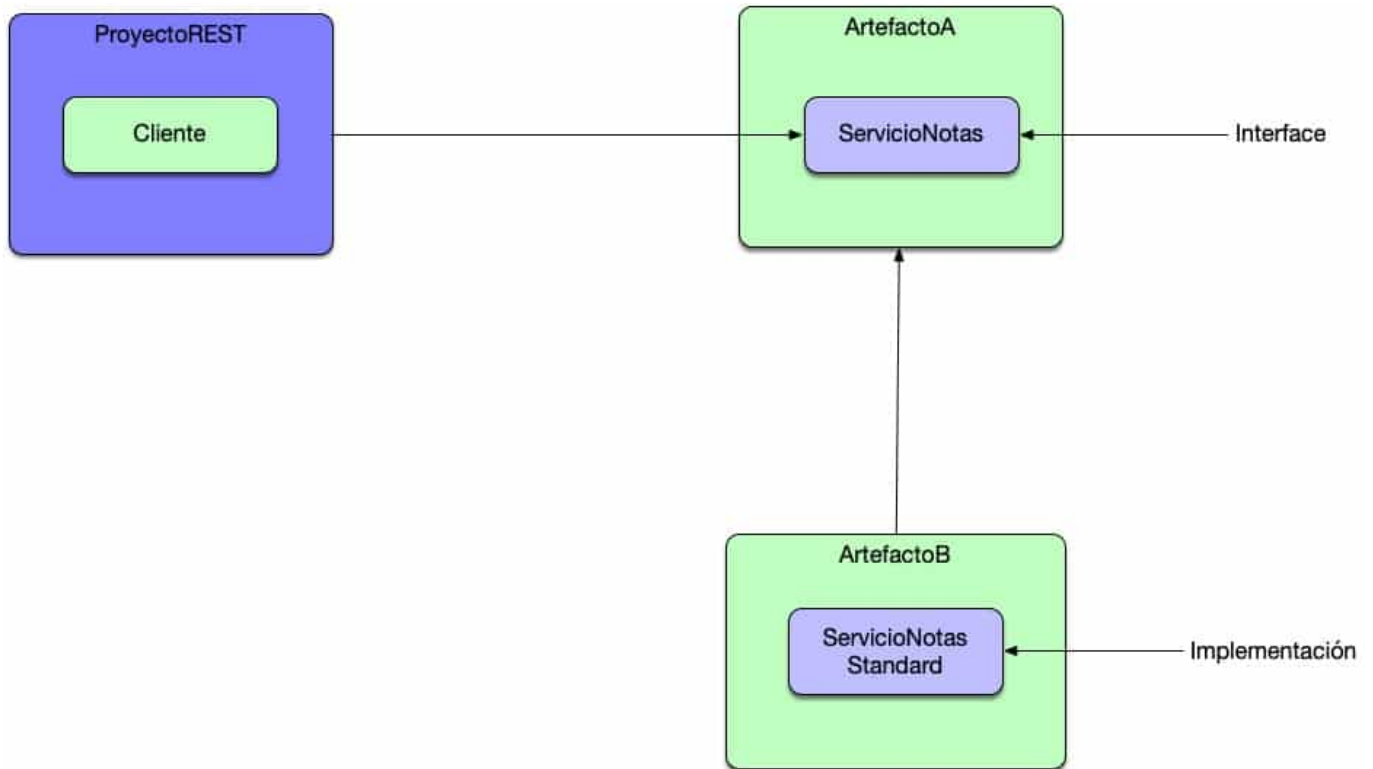 ProyectoREST
ArtefactoA
Cliente
ServicioNotas
Interface
ArtefactoB
ServicioNotas
Standard
Implementación